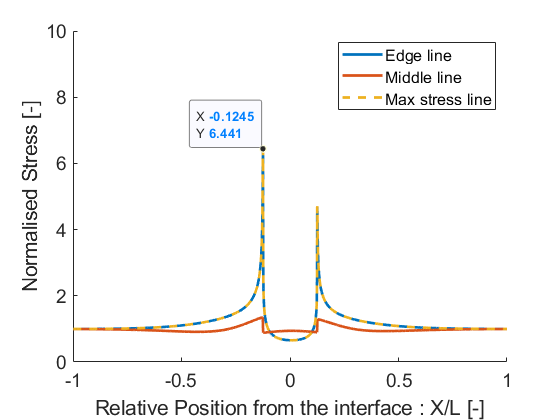 10
8
6
4
2
0
-1
-0.5
0
0.5
1
Normalised Stress [-]
Relative Position from the interface : X/L [-]
X -0.1245
Y 6.441
Edge line
Middle line
Max stress line